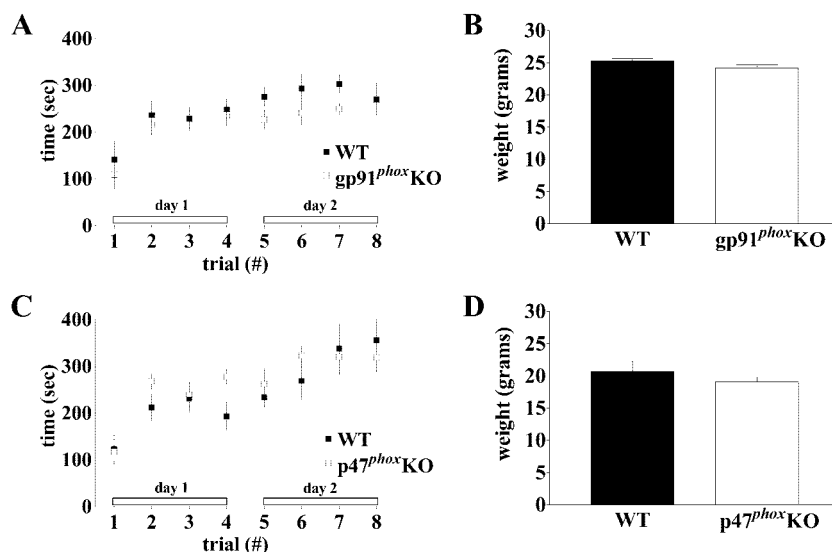 A
time (sec)
400
300
200
100
0
WT
gp91phoxKO
day 1
day 2
1 2 3 4 5 6 7 8
trial (#)
B
weight (grams)
30
25
20
15
10
5
0
WT
gp91phoxKO
C
time (sec)
400
300
200
100
0
WT
p47phoxKO
day 1
day 2
1 2 3 4 5 6 7 8
trial (#)
D
weight (grams)
30
25
20
15
10
5
0
WT
p47phoxKO